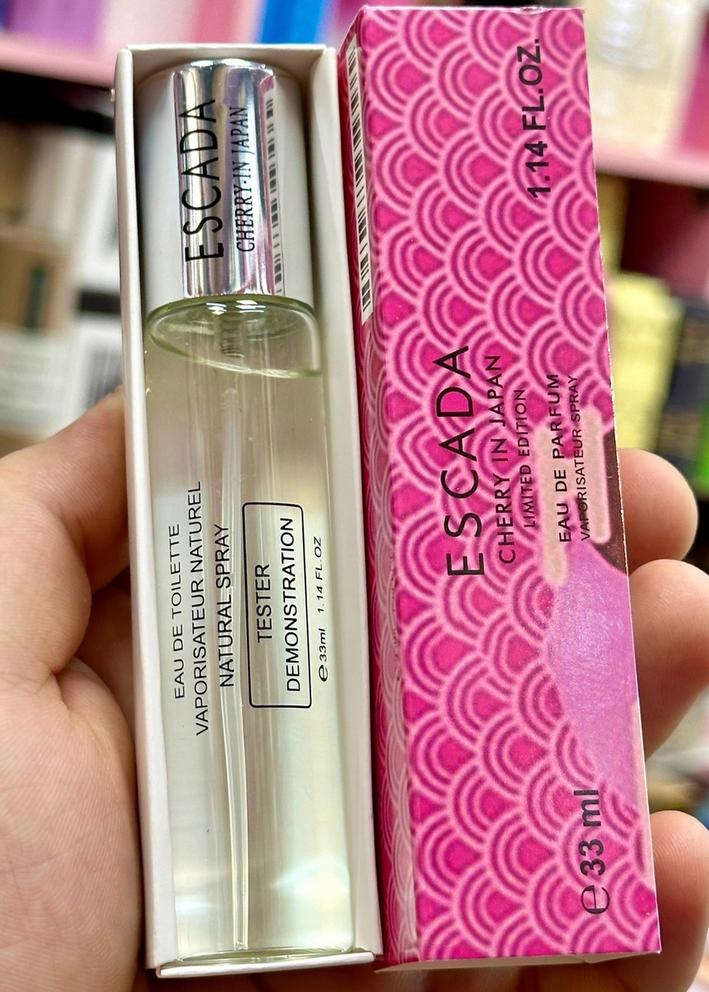 ESCADA
CHERRY·IN JAPAN
EAU DE TOILETTE
VAPORISATEUR NATUREL
NATURAL SPRAY
TESTER
DEMONSTRATION
e 33ml 1.14 FL.OZ
1.14 FL.OZ.
ESCADA
CHERRY IN JAPAN
LIMITED EDITION
EAU DE PARFUM
VAPORISATEUR SPRAY
e 33 ml